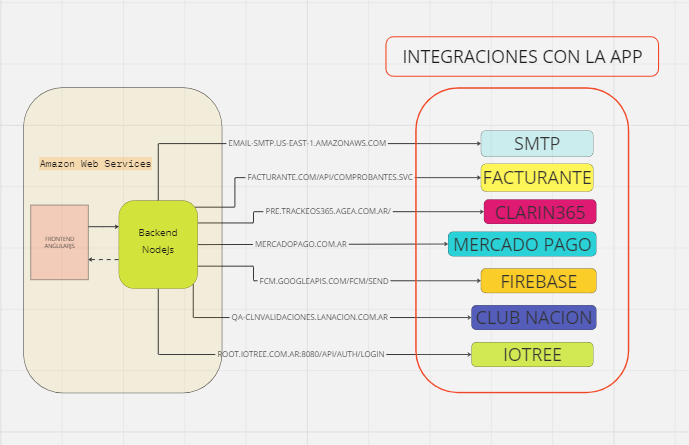 INTEGRACIONES CON LA APP
Amazon Web Services
FRONTEND
ANGULARJS
Backend
NodeJs
EMAIL-SMTP.US-EAST-1.AMAZONAWS.COM
SMTP
FACTURANTE.COM/API/COMPROBANTES.SVC
FACTURANTE
PRE.TRACKEOS365.AGEA.COM.AR/
CLARIN365
MERCADOPAGO.COM.AR
MERCADO PAGO
FCM.GOOGLEAPIS.COM/FCM/SEND
FIREBASE
QA-CLNVALIDACIONES.LANACION.COM.AR
CLUB NACION
ROOT.IOTREE.COM.AR:8080/API/AUTH/LOGIN
IOTREE